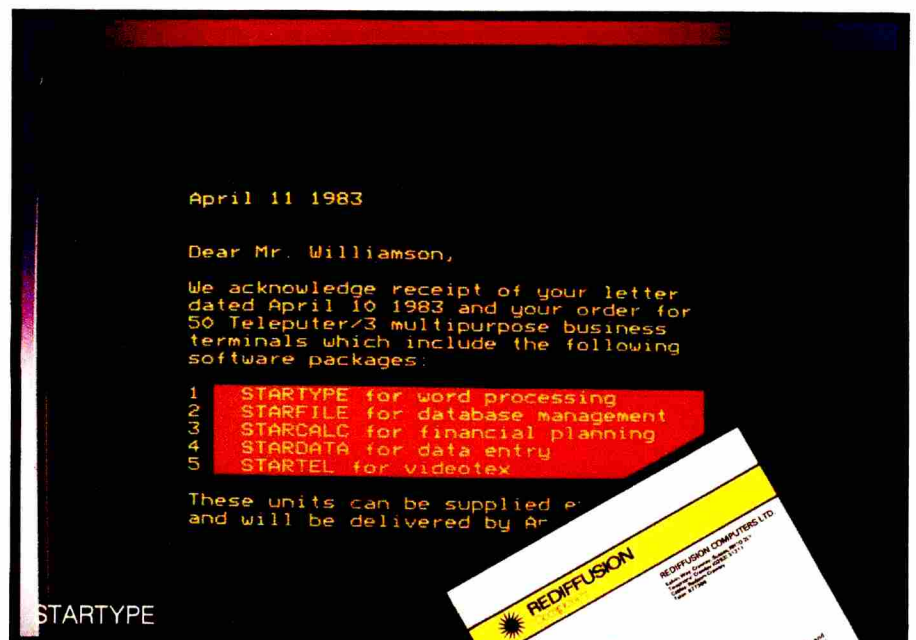 April 11 1983
Dear Mr. Williamson,
We acknowledge receipt of your letter
dated April 10 1983 and your order for
50 Teleputer/3 multipurpose business
terminals which include the following
software packages:
1 STARTYPE for word processing
2 STARFILE for database management
3 STARCALC for financial planning
4 STARDATA for data entry
5 STARTEL for videotex
These units can be supplied
and will be delivered by
REDIFFUSION
REDIFFUSION COMPUTERS LTD.
STARTYPE